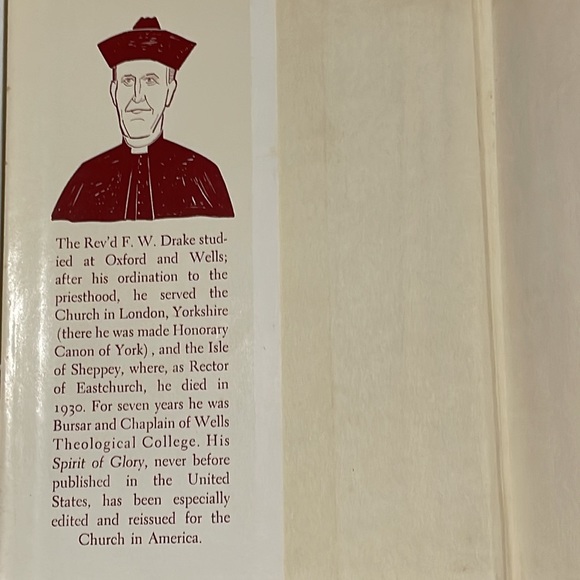 The Rev'd F. W. Drake stud-
ied at Oxford and Wells;
after his ordination to the
priesthood, he served the
Church in London, Yorkshire
(there he was made Honorary
Canon of York) , and the Isle
of Sheppey, where, as Rector
of Eastchurch, he died in
1930. For seven years he was
Bursar and Chaplain of Wells
Theological College. His
Spirit of Glory, never before
published in the United
States, has been especially
edited and reissued for the
Church in America.